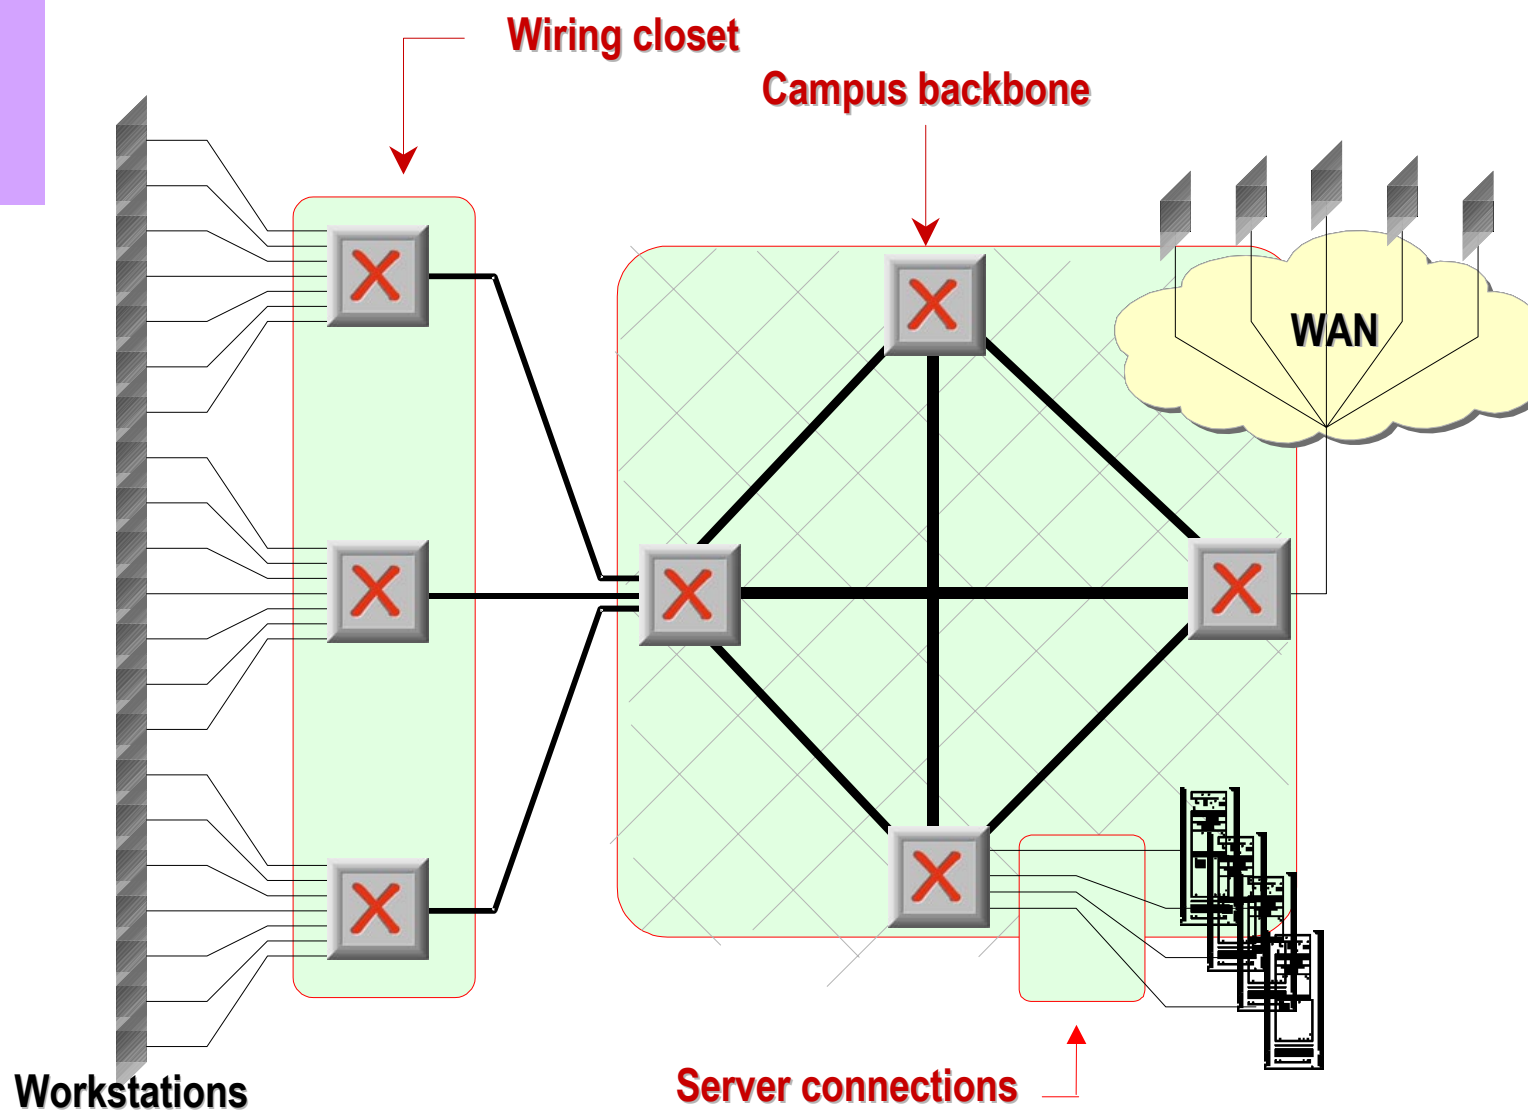 Wiring closet
Campus backbone
WAN
Workstations
Server connections